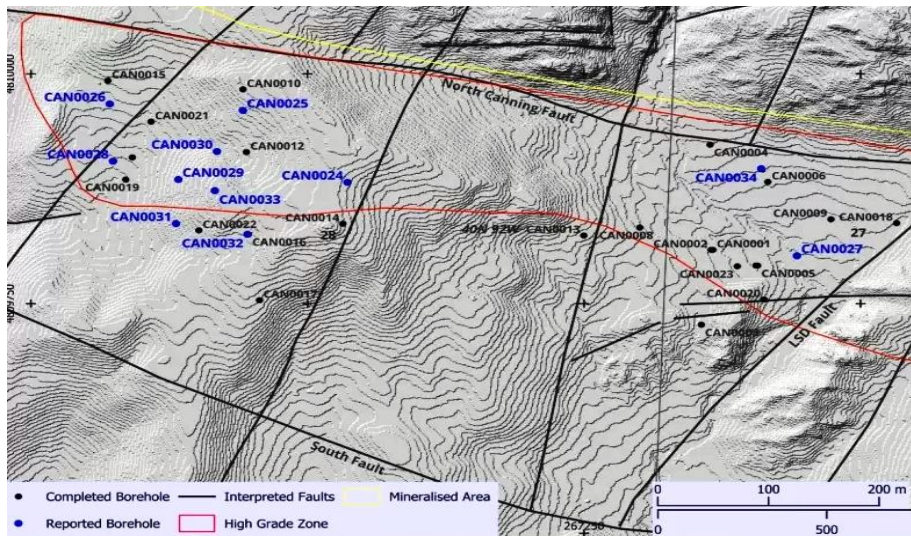 4810000
CAN0015
CAN0010
CAN0026
CAN0025
North Canning Fault
CAN0021
CAN0030
CAN0012
CAN0004
CAN0028
CAN0034
CAN0006
CAN0019
CAN0029
CAN0024
CAN0033
CAN0031
CAN0014
28
CAN0009
CAN0018
27
CAN0022
CAN0032
CAN0016
40N 92W
CAN0013
CAN0008
CAN0002
CAN0001
CAN0027
CAN0023
CAN0005
4809750
CAN0017
CAN0020
LSD Fault
South Fault
267250
Completed Borehole
Interpreted Faults
Mineralised Area
Reported Borehole
High Grade Zone
0 100 200 m
0 500